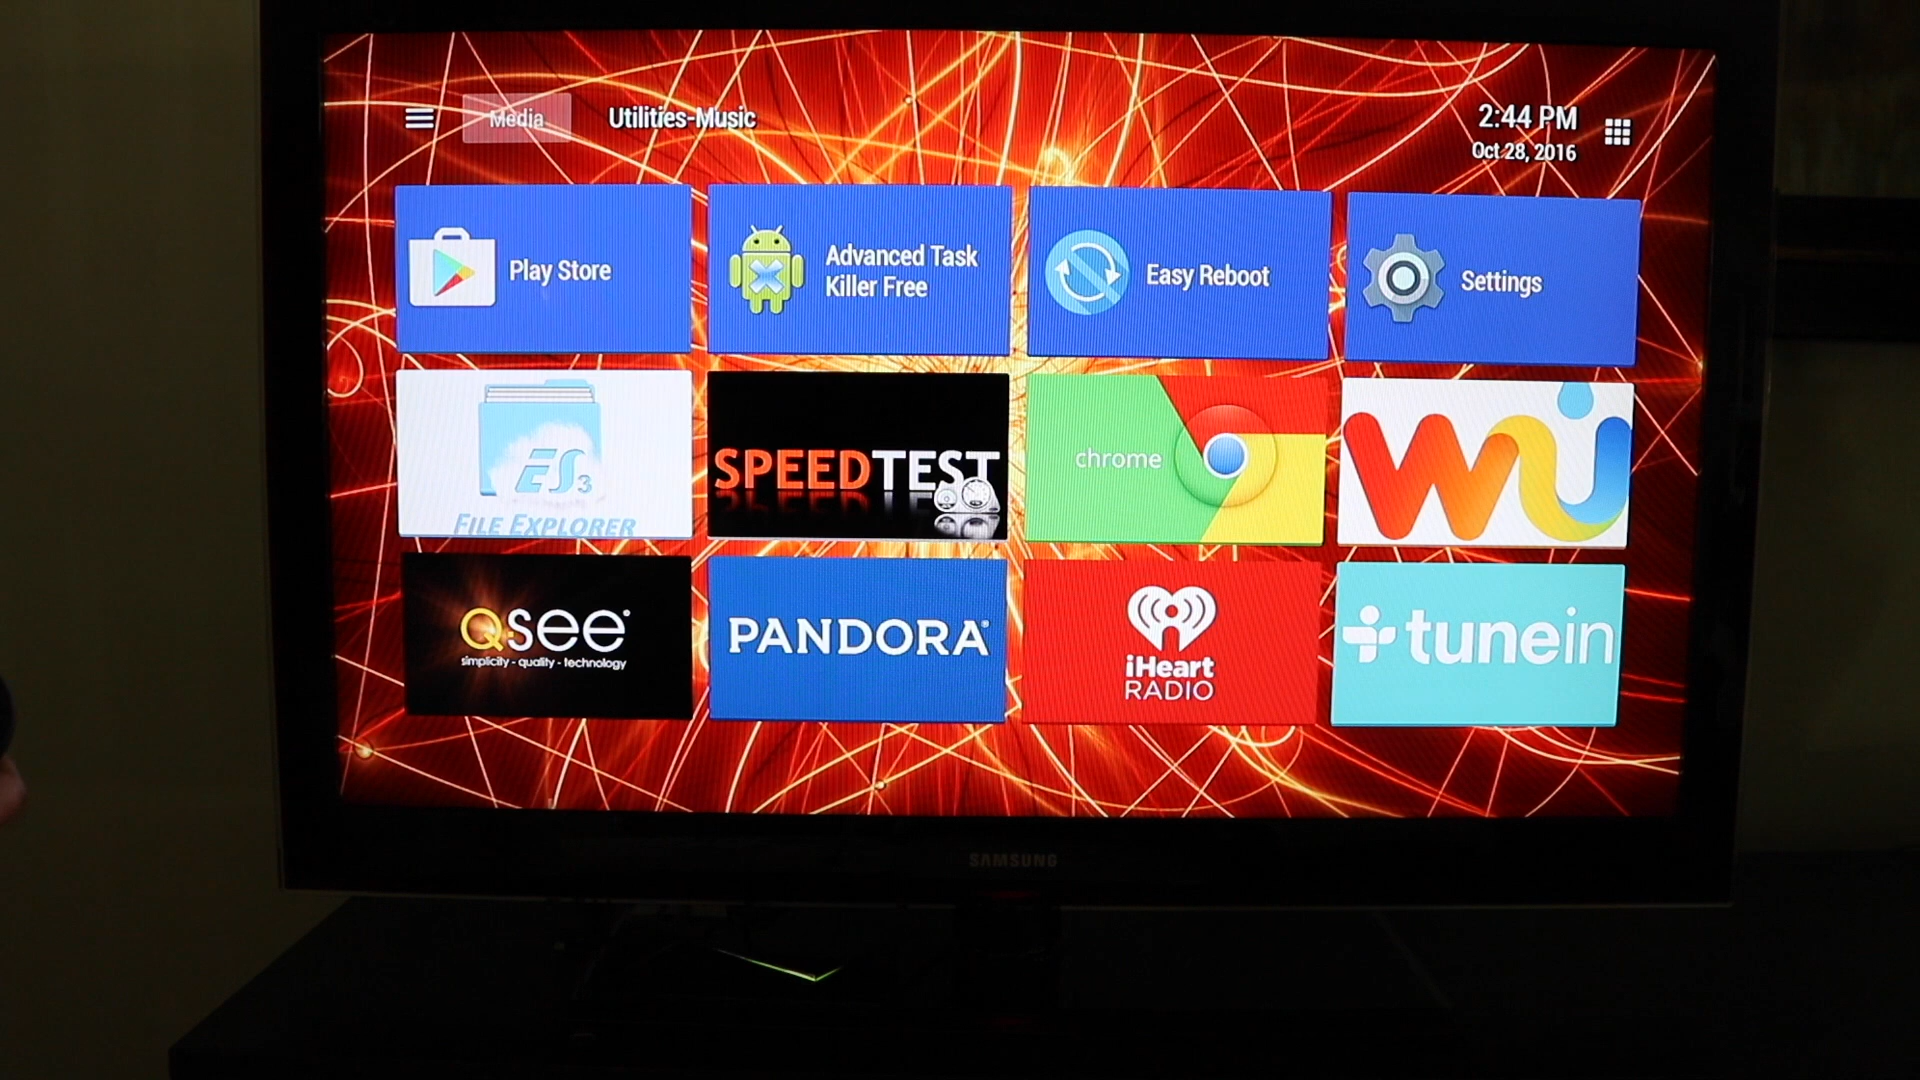 Media
Utilities-Music
2:44 PM
Oct 28, 2016
Play Store
Advanced Task
Killer Free
Easy Reboot
Settings
ES3
FILE EXPLORER
SPEEDTEST
chrome
wu
Qsee®
simplicity - quality - technology
PANDORA®
iHeart
RADIO
tunein
SAMSUNG